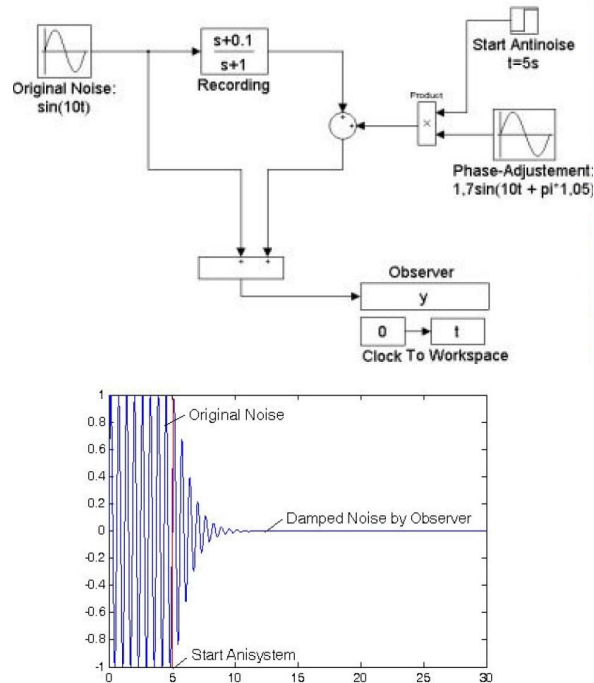 Original Noise:
sin(10t)
s+0.1
s+1
Recording
Start Antinoise
t=5s
Product
×
+
+
Phase-Adjustement:
1,7sin(10t + pi*1,05)
+
+
Observer
y
0
t
Clock To Workspace
1
0.8
0.6
0.4
0.2
0
-0.2
-0.4
-0.6
-0.8
-1
Original Noise
Damped Noise by Observer
Start Anisystem
0
5
10
15
20
25
30